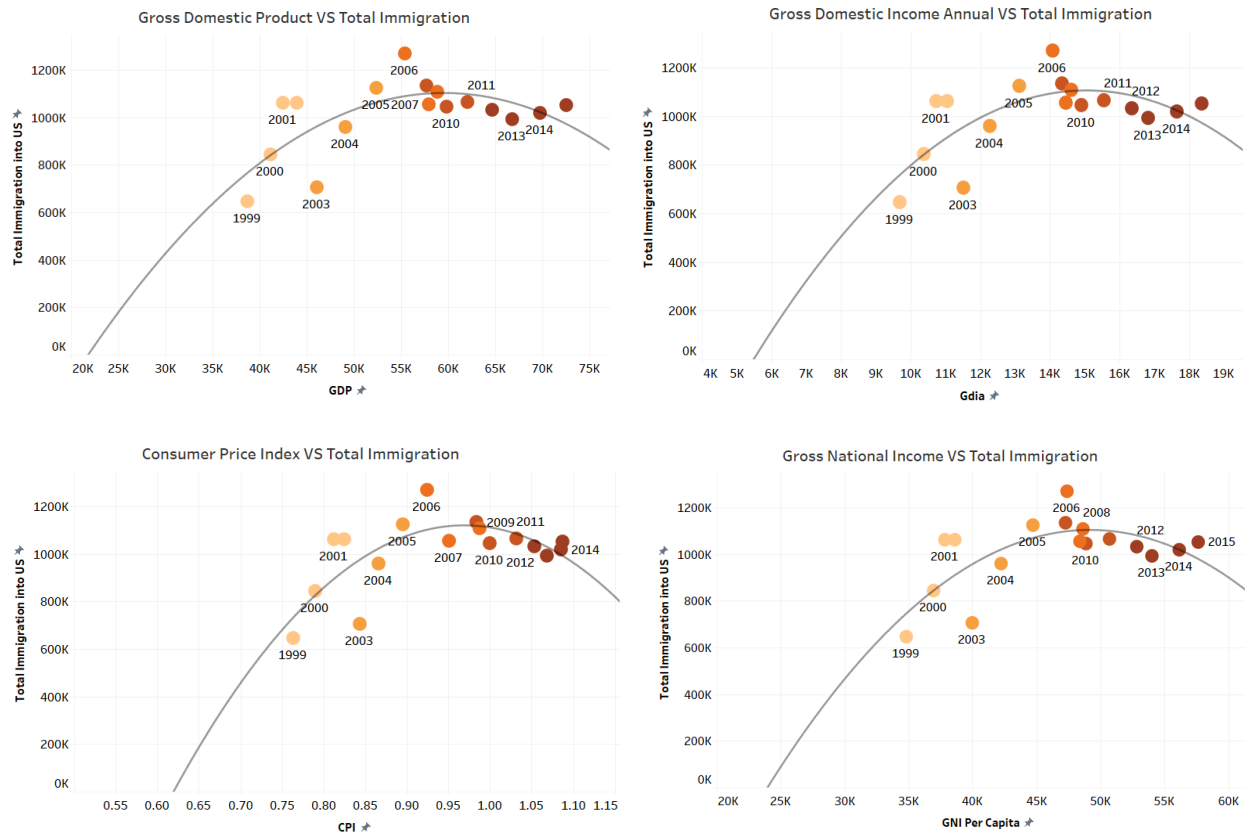 Gross Domestic Product VS Total Immigration
Total Immigration into US
1200K
1000K
800K
600K
400K
200K
0K
2006
2011
2005
2007
2001
2010
2013
2014
2004
2000
2003
1999
20K 25K 30K 35K 40K 45K 50K 55K 60K 65K 70K 75K
GDP
Gross Domestic Income Annual VS Total Immigration
Total Immigration into US
1200K
1000K
800K
600K
400K
200K
0K
2006
2011
2012
2005
2001
2010
2013
2014
2004
2000
2003
1999
4K 5K 6K 7K 8K 9K 10K 11K 12K 13K 14K 15K 16K 17K 18K 19K
Gdia
Consumer Price Index VS Total Immigration
Total Immigration into US
1200K
1000K
800K
600K
400K
200K
0K
2006
2009
2011
2005
2001
2007
2010
2012
2014
2004
2000
2003
1999
0.55 0.60 0.65 0.70 0.75 0.80 0.85 0.90 0.95 1.00 1.05 1.10 1.15
CPI
Gross National Income VS Total Immigration
Total Immigration into US
1200K
1000K
800K
600K
400K
200K
0K
2006
2008
2012
2005
2015
2001
2010
2013
2014
2004
2000
2003
1999
20K 25K 30K 35K 40K 45K 50K 55K 60K
GNI Per Capita